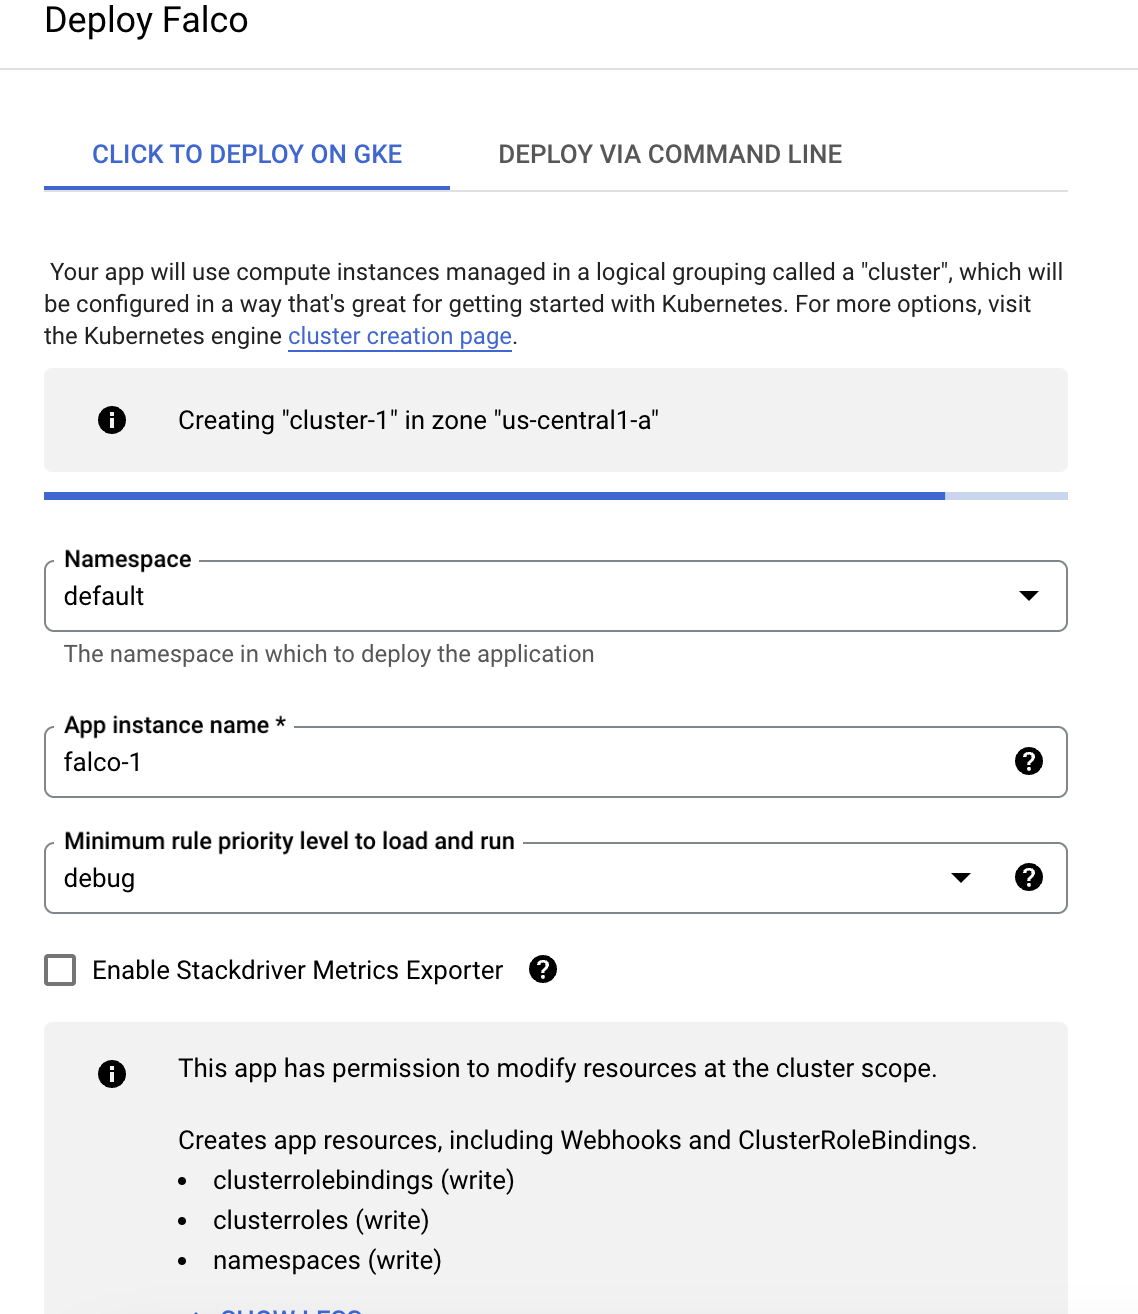 Deploy Falco
CLICK TO DEPLOY ON GKE
DEPLOY VIA COMMAND LINE
Your app will use compute instances managed in a logical grouping called a "cluster", which will
be configured in a way that's great for getting started with Kubernetes. For more options, visit
the Kubernetes engine cluster creation page.
Creating "cluster-1" in zone "us-central1-a"
Namespace
default
The namespace in which to deploy the application
App instance name *
falco-1
Minimum rule priority level to load and run
debug
Enable Stackdriver Metrics Exporter
This app has permission to modify resources at the cluster scope.
Creates app resources, including Webhooks and ClusterRoleBindings.
• clusterrolebindings (write)
• clusterroles (write)
• namespaces (write)
SHOW LESS